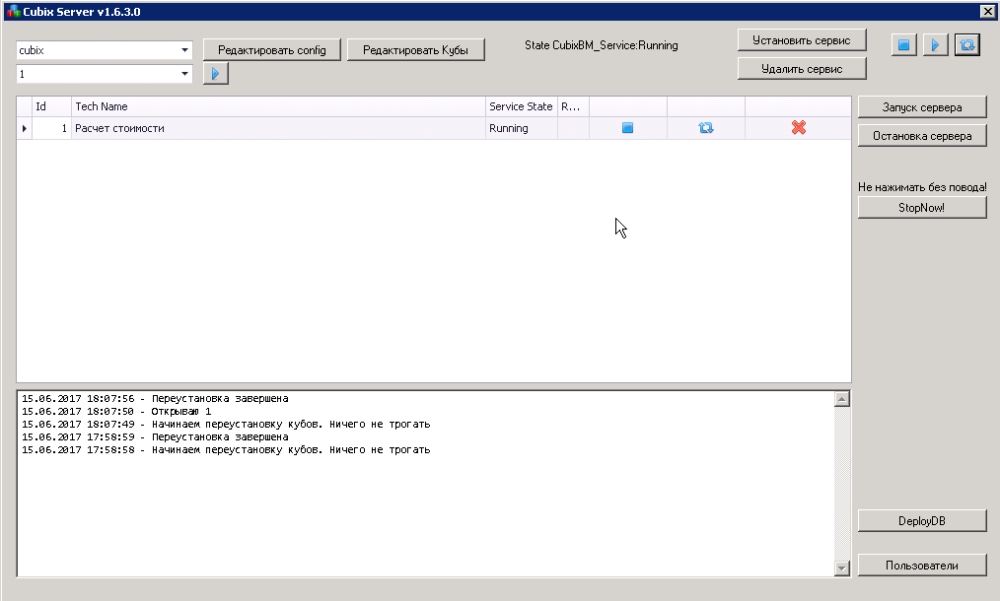 Cubix Server v1.6.3.0
cubix
Редактировать config
Редактировать Кубы
State CubixBM_Service:Running
Установить сервис
1
Удалить сервис
Id Tech Name Service State R...
1 Расчет стоимости Running
Запуск сервера
Остановка сервера
Не нажимать без повода!
StopNow!
15.06.2017 18:07:56 - Переустановка завершена
15.06.2017 18:07:50 - Открываю 1
15.06.2017 18:07:49 - Начинаем переустановку кубов. Ничего не трогать
15.06.2017 17:58:59 - Переустановка завершена
15.06.2017 17:58:58 - Начинаем переустановку кубов. Ничего не трогать
DeployDB
Пользователи